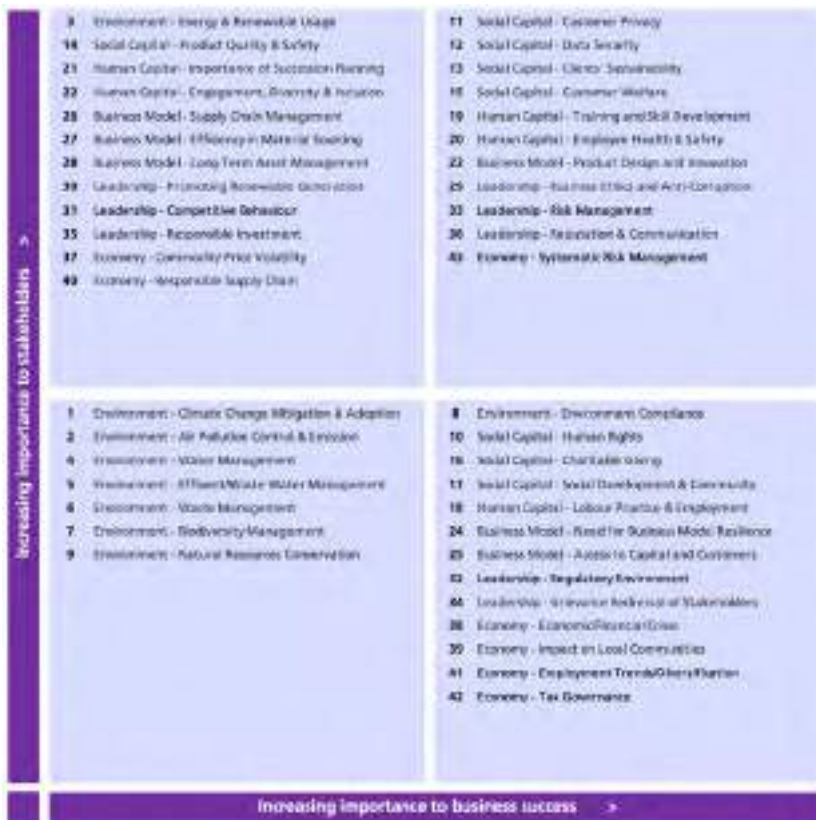 Increasing importance to stakeholders >
3 Environment - Energy & Renewable Usage
14 Social Capital - Product Quality & Safety
21 Human Capital - Importance of Succession Planning
22 Human Capital - Engagement, Diversity & Inclusion
26 Business Model - Supply Chain Management
27 Business Model - Efficiency in Material Sourcing
28 Business Model - Long Term Asset Management
30 Leadership - Promoting Renewable Generation
31 Leadership - Competitive Behaviour
35 Leadership - Responsible Investment
37 Economy - Commodity Price Volatility
40 Economy - Responsible Supply Chain
11 Social Capital - Customer Privacy
12 Social Capital - Data Security
13 Social Capital - Clients' Sustainability
15 Social Capital - Customer Welfare
19 Human Capital - Training and Skill Development
20 Human Capital - Employee Health & Safety
23 Business Model - Product Design and Innovation
29 Leadership - Business Ethics and Anti-Corruption
33 Leadership - Risk Management
36 Leadership - Reputation & Communication
43 Economy - Systematic Risk Management
1 Environment - Climate Change Mitigation & Adoption
2 Environment - Air Pollution Control & Emission
4 Environment - Water Management
5 Environment - Effluent/Waste Water Management
6 Environment - Waste Management
7 Environment - Biodiversity Management
9 Environment - Natural Resources Conservation
8 Environment - Environment Compliance
10 Social Capital - Human Rights
16 Social Capital - Charitable Giving
17 Social Capital - Social Development & Community
18 Human Capital - Labour Practice & Employment
24 Business Model - Need for Business Model Resilience
25 Business Model - Access to Capital and Customers
32 Leadership - Regulatory Environment
34 Leadership - Grievance Redressal of Stakeholders
38 Economy - Economic/Financial Crisis
39 Economy - Impact on Local Communities
41 Economy - Employment
42 Economy - Tax Governance
Increasing importance to business success >